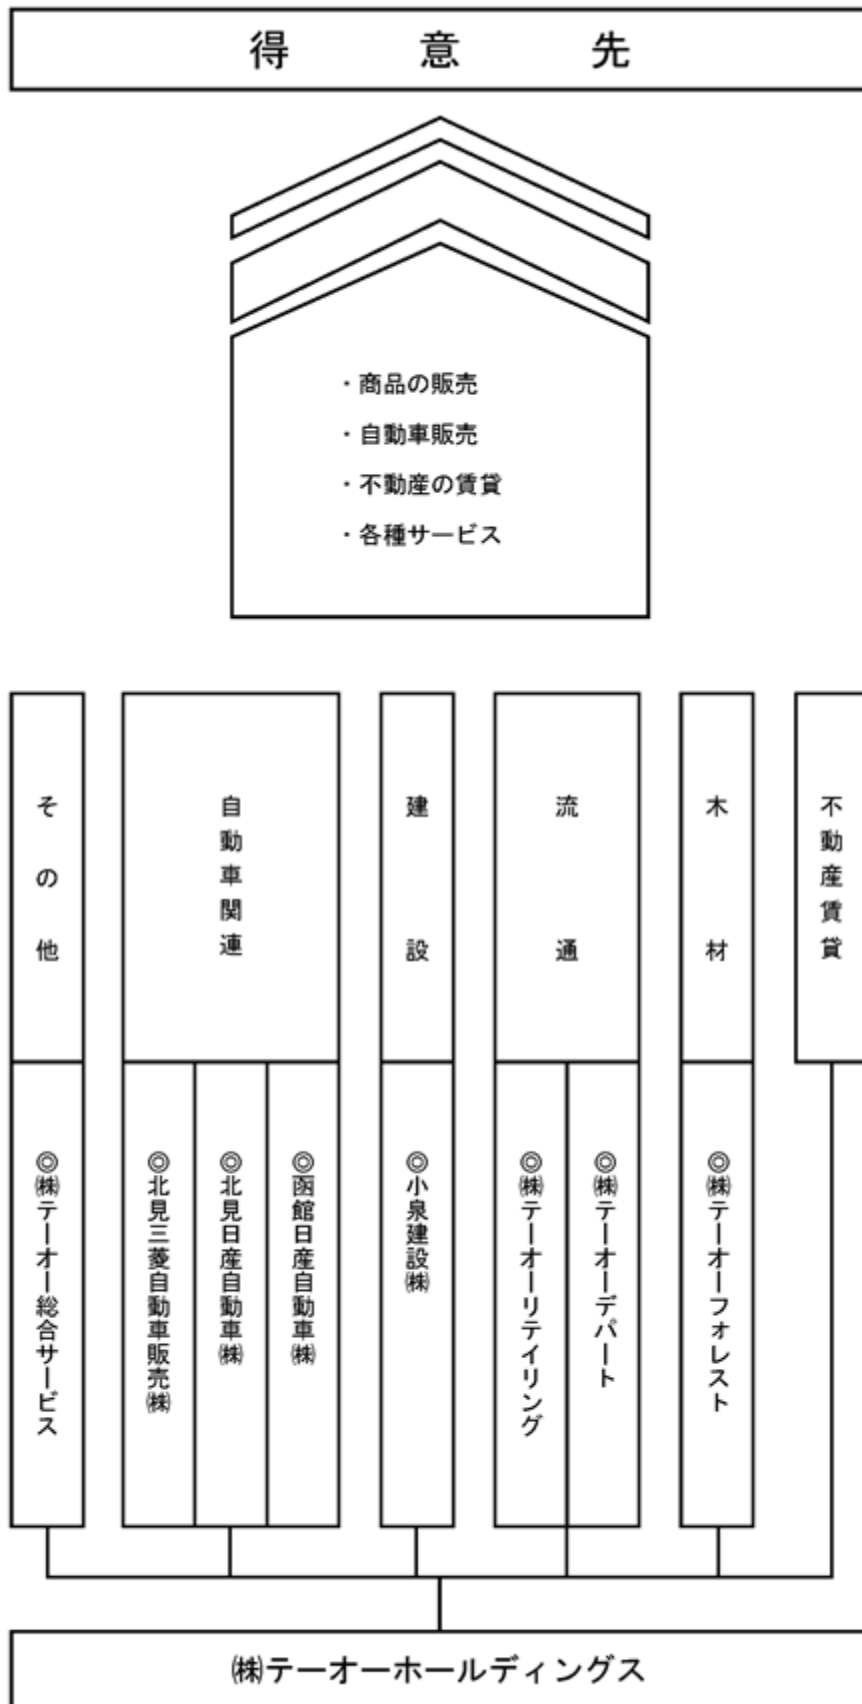 得意先
・商品の販売
・自動車販売
・不動産の賃貸
・各種サービス
その他
自動車関連
建設
流通
木材
不動産賃貸
◎㈱テーオー総合サービス
◎北見三菱自動車販売㈱
◎北見日産自動車㈱
◎函館日産自動車㈱
◎小泉建設㈱
◎㈱テーオーリテイリング
◎㈱テーオーデパート
◎㈱テーオーフォレスト
㈱テーオーホールディングス